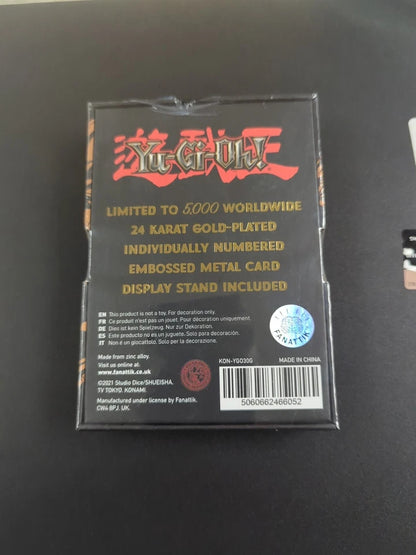 遊戯王
Yu-Gi-Oh!
LIMITED TO 5,000 WORLDWIDE
24 KARAT GOLD-PLATED
INDIVIDUALLY NUMBERED
EMBOSSED METAL CARD
DISPLAY STAND INCLUDED
EN This product is not a toy. For decoration only.
FR Ce produit n'est pas un jouet. Pour décoration uniquement.
DE Dies ist kein Spielzeug. Nur zur Dekoration.
ES Este producto no es un juguete. Solo para decoración.
IT Non è un giocattolo. Solo per la decorazione.
FANATTIK
Made from zinc alloy.
Visit us online at:
www.fanattik.co.uk
KON-YGO30G
MADE IN CHINA
©2021 Studio Dice/SHUEISHA,
TV TOKYO, KONAMI.
Manufactured under license by Fanattik.
CW4 8PJ. UK.
5060662466052